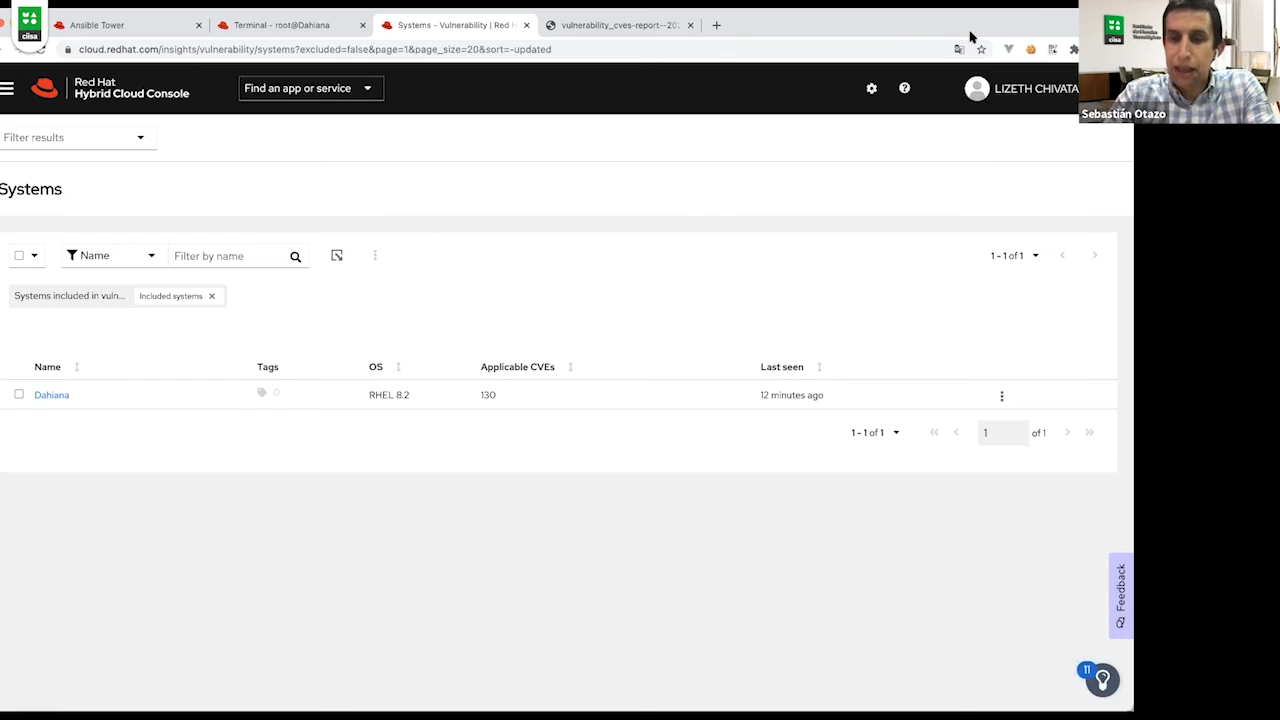 ciisa
Ansible Tower
Terminal - root@Dahiana
Systems - Vulnerability | Red H
vulnerability_cves-report--202
cloud.redhat.com/insights/vulnerability/systems?excluded=false&page=1&page_size=20&sort=-updated
Red Hat
Hybrid Cloud Console
Find an app or service
LIZETH CHIVATA
ciisa
Sebastián Otazo
Filter results
Systems
Name
Filter by name
1 - 1 of 1
Systems included in vuln...
Included systems
Name
Tags
OS
Applicable CVEs
Last seen
Dahiana
0
RHEL 8.2
130
12 minutes ago
1 - 1 of 1
1
of 1
Feedback
11